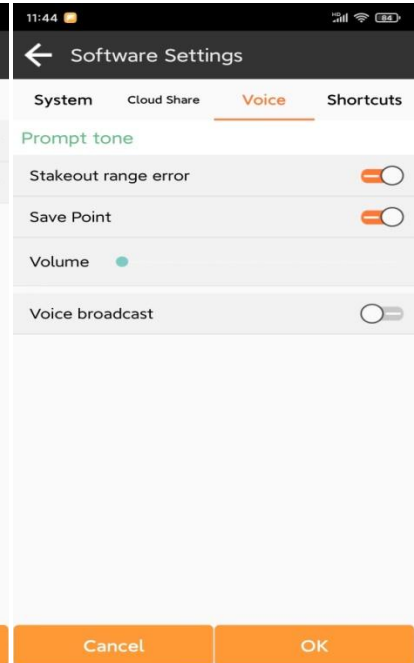 11:44
84
Software Settings
System Cloud Share Voice Shortcuts
Prompt tone
Stakeout range error
Save Point
Volume
Voice broadcast
Cancel OK